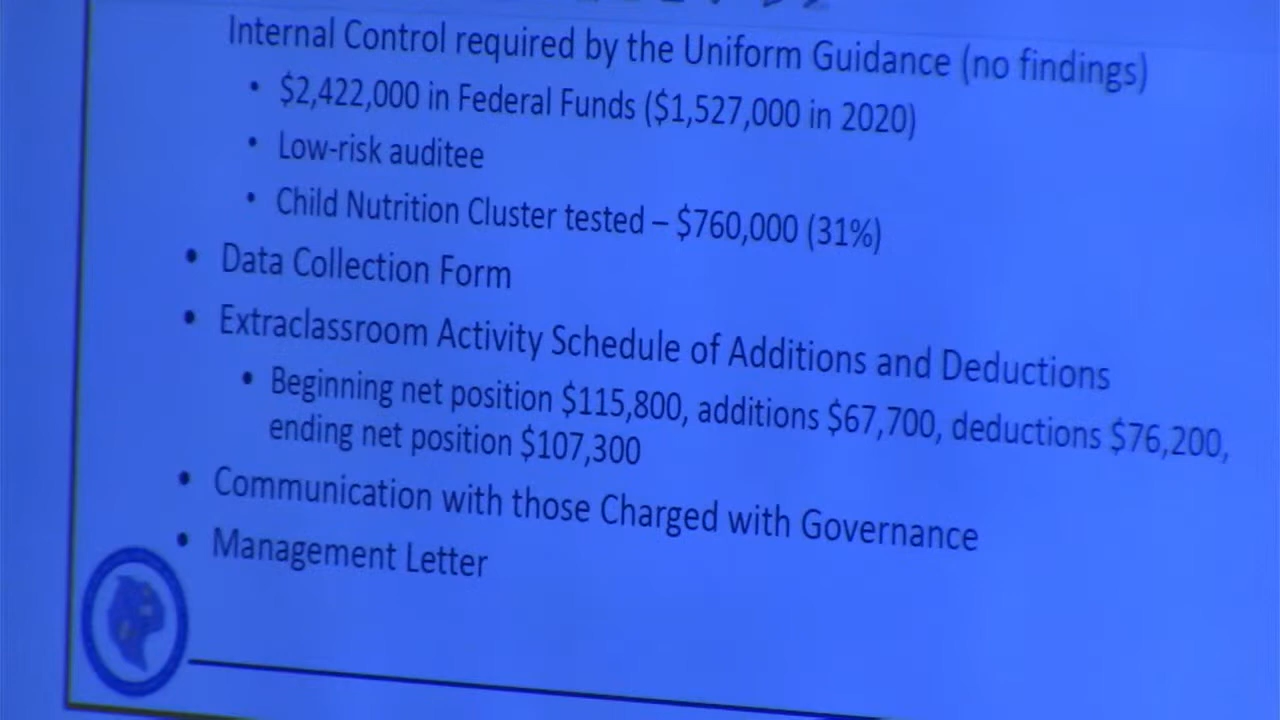 Internal Control required by the Uniform Guidance (no findings)
• $2,422,000 in Federal Funds ($1,527,000 in 2020)
• Low-risk auditee
• Child Nutrition Cluster tested – $760,000 (31%)
• Data Collection Form
• Extraclassroom Activity Schedule of Additions and Deductions
• Beginning net position $115,800, additions $67,700, deductions $76,200,
ending net position $107,300
• Communication with those Charged with Governance
• Management Letter